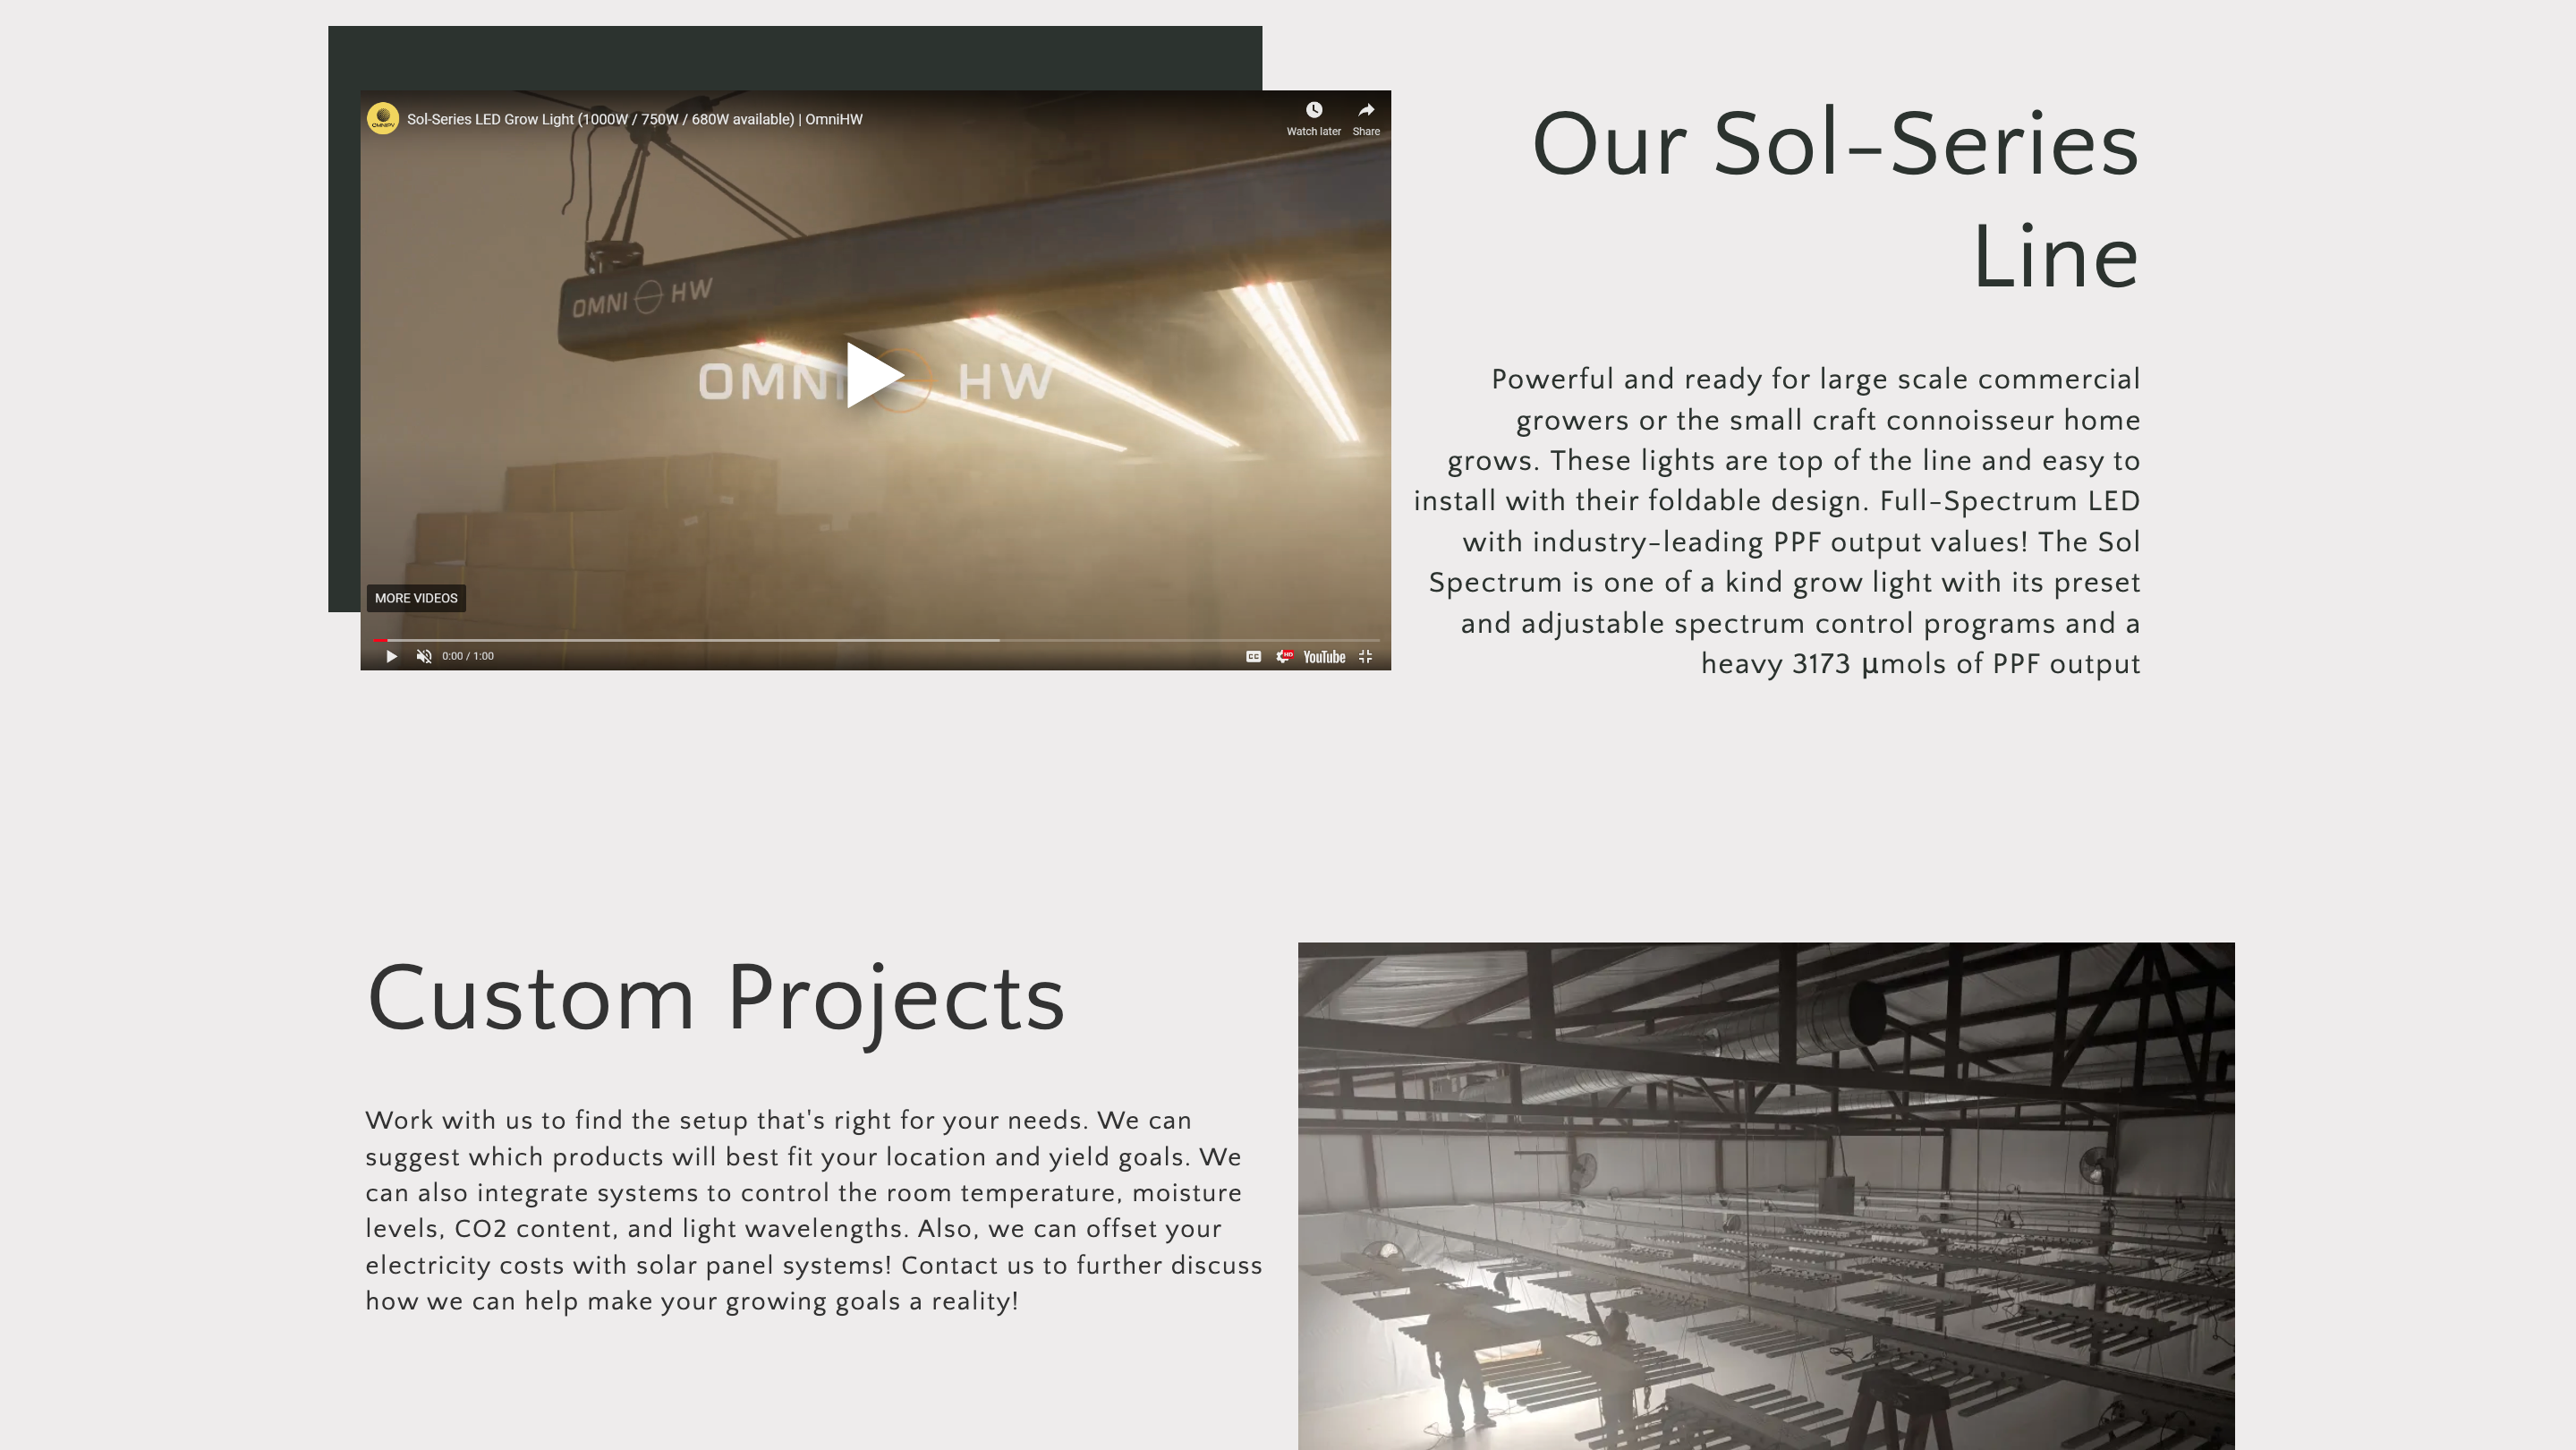 Sol-Series LED Grow Light (1000W / 750W / 680W available) | OmniHW
Watch later
Share
OMNI HW
OMNI HW
MORE VIDEOS
0:00 / 1:00
CC
HD
YouTube
Our Sol-Series
Line
Powerful and ready for large scale commercial
growers or the small craft connoisseur home
grows. These lights are top of the line and easy to
install with their foldable design. Full-Spectrum LED
with industry-leading PPF output values! The Sol
Spectrum is one of a kind grow light with its preset
and adjustable spectrum control programs and a
heavy 3173 µmols of PPF output
Custom Projects
Work with us to find the setup that's right for your needs. We can
suggest which products will best fit your location and yield goals. We
can also integrate systems to control the room temperature, moisture
levels, CO2 content, and light wavelengths. Also, we can offset your
electricity costs with solar panel systems! Contact us to further discuss
how we can help make your growing goals a reality!